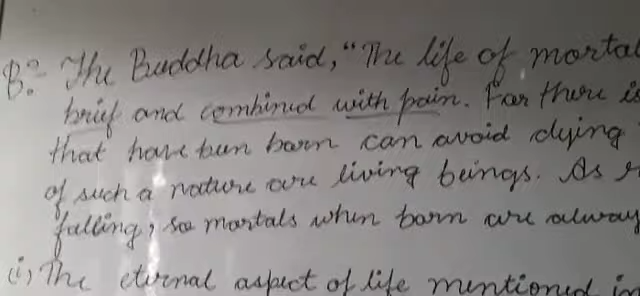 B:- The Buddha said, "The life of mortal
brief and combined with pain. For there is
that have been born can avoid dying
of such a nature are living beings. As r
falling, so mortals when born are alway
(i) The eternal aspect of life mentioned in